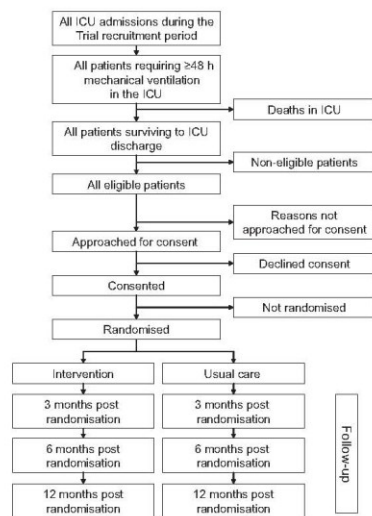 All ICU admissions during the
Trial recruitment period
All patients requiring ≥48 h
mechanical ventilation
in the ICU
Deaths in ICU
All patients surviving to ICU
discharge
Non-eligible patients
All eligible patients
Reasons not
approached for consent
Approached for consent
Declined consent
Consented
Not randomised
Randomised
Intervention
Usual care
3 months post
randomisation
3 months post
randomisation
6 months post
randomisation
6 months post
randomisation
12 months post
randomisation
12 months post
randomisation
Follow-up